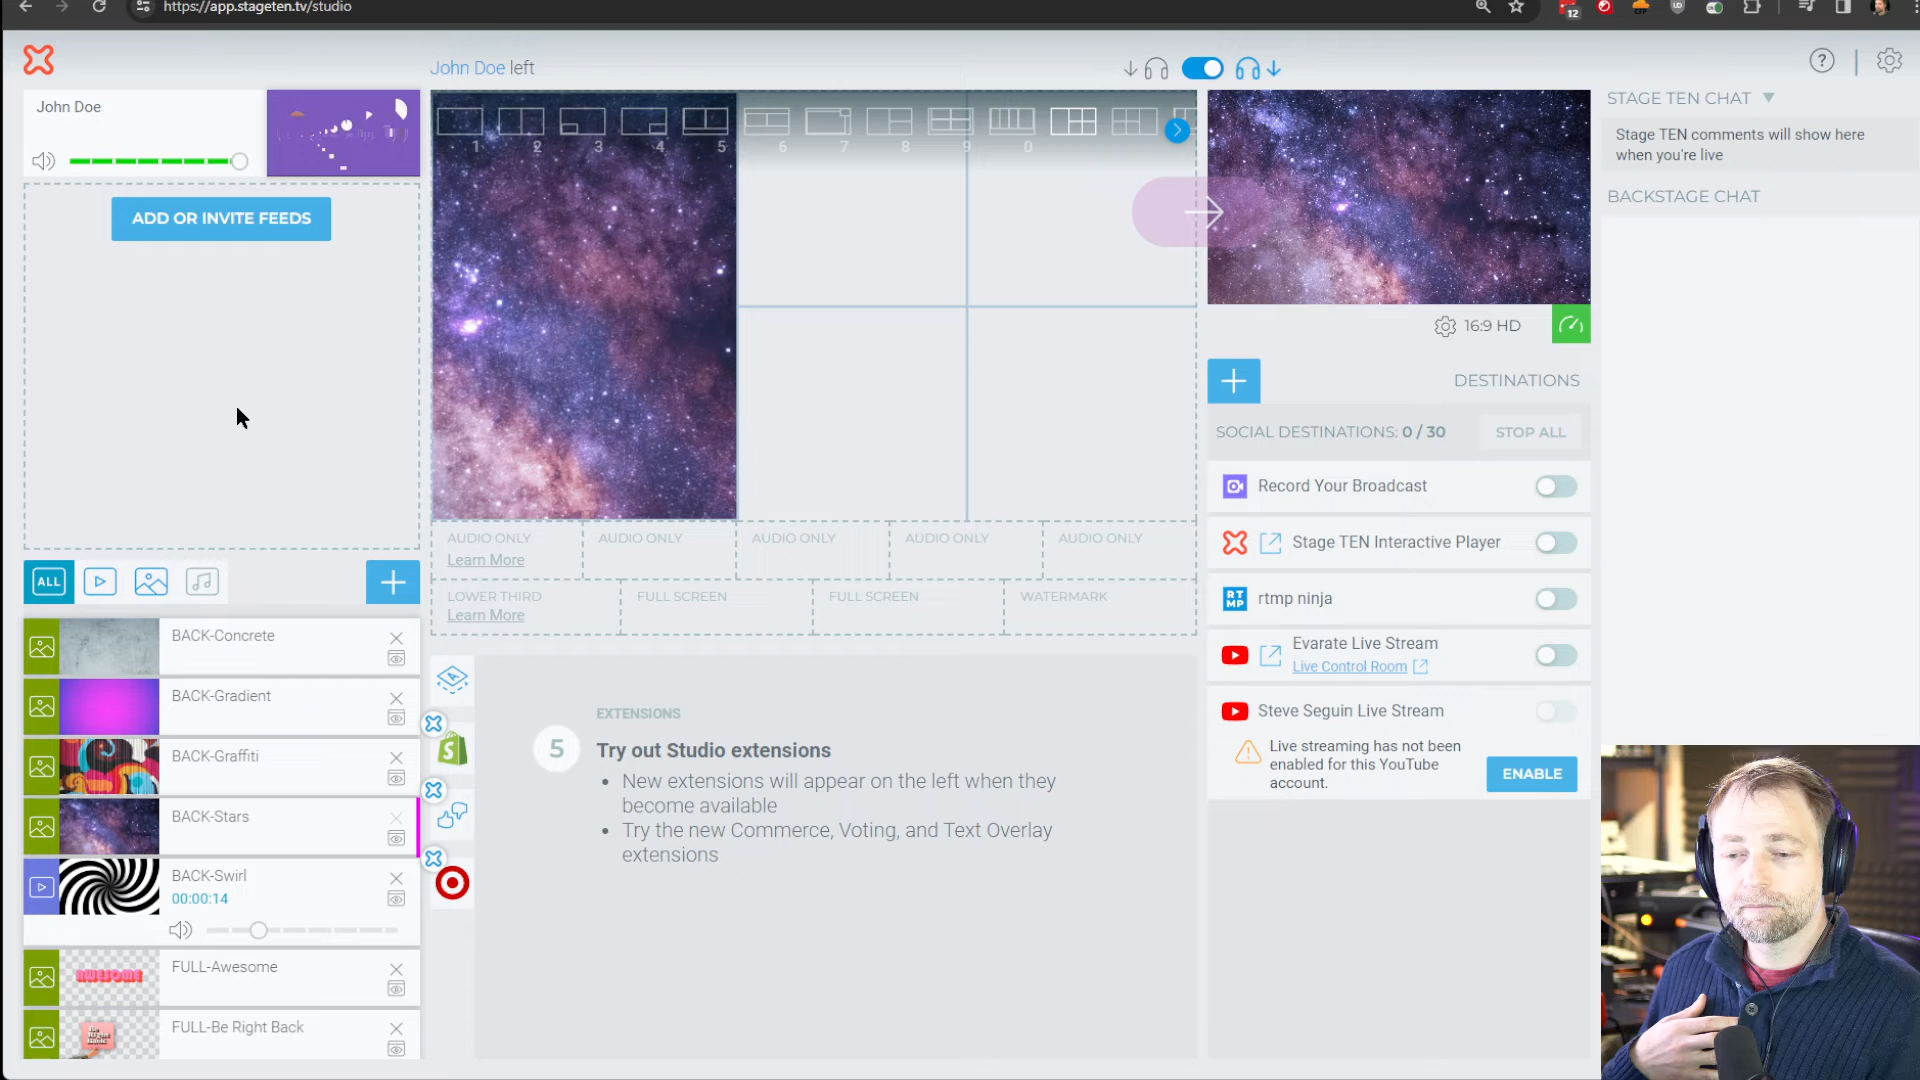 https://app.stageten.tv/studio
12
John Doe left
John Doe
ADD OR INVITE FEEDS
1 2 3 4 5 6 7 8 9 0
STAGE TEN CHAT
Stage TEN comments will show here
when you're live
BACKSTAGE CHAT
16:9 HD
DESTINATIONS
SOCIAL DESTINATIONS: 0 / 30
STOP ALL
Record Your Broadcast
Stage TEN Interactive Player
RT
MP
rtmp ninja
Evarate Live Stream
Live Control Room
Steve Seguin Live Stream
Live streaming has not been
enabled for this YouTube
account.
ENABLE
AUDIO ONLY
Learn More
AUDIO ONLY
AUDIO ONLY
AUDIO ONLY
AUDIO ONLY
LOWER THIRD
Learn More
FULL SCREEN
FULL SCREEN
WATERMARK
ALL
BACK-Concrete
BACK-Gradient
BACK-Graffiti
BACK-Stars
BACK-Swirl
00:00:14
FULL-Awesome
AWESOME
FULL-Be Right Back
Be
Right
Back
EXTENSIONS
5
Try out Studio extensions
• New extensions will appear on the left when they
become available
• Try the new Commerce, Voting, and Text Overlay
extensions